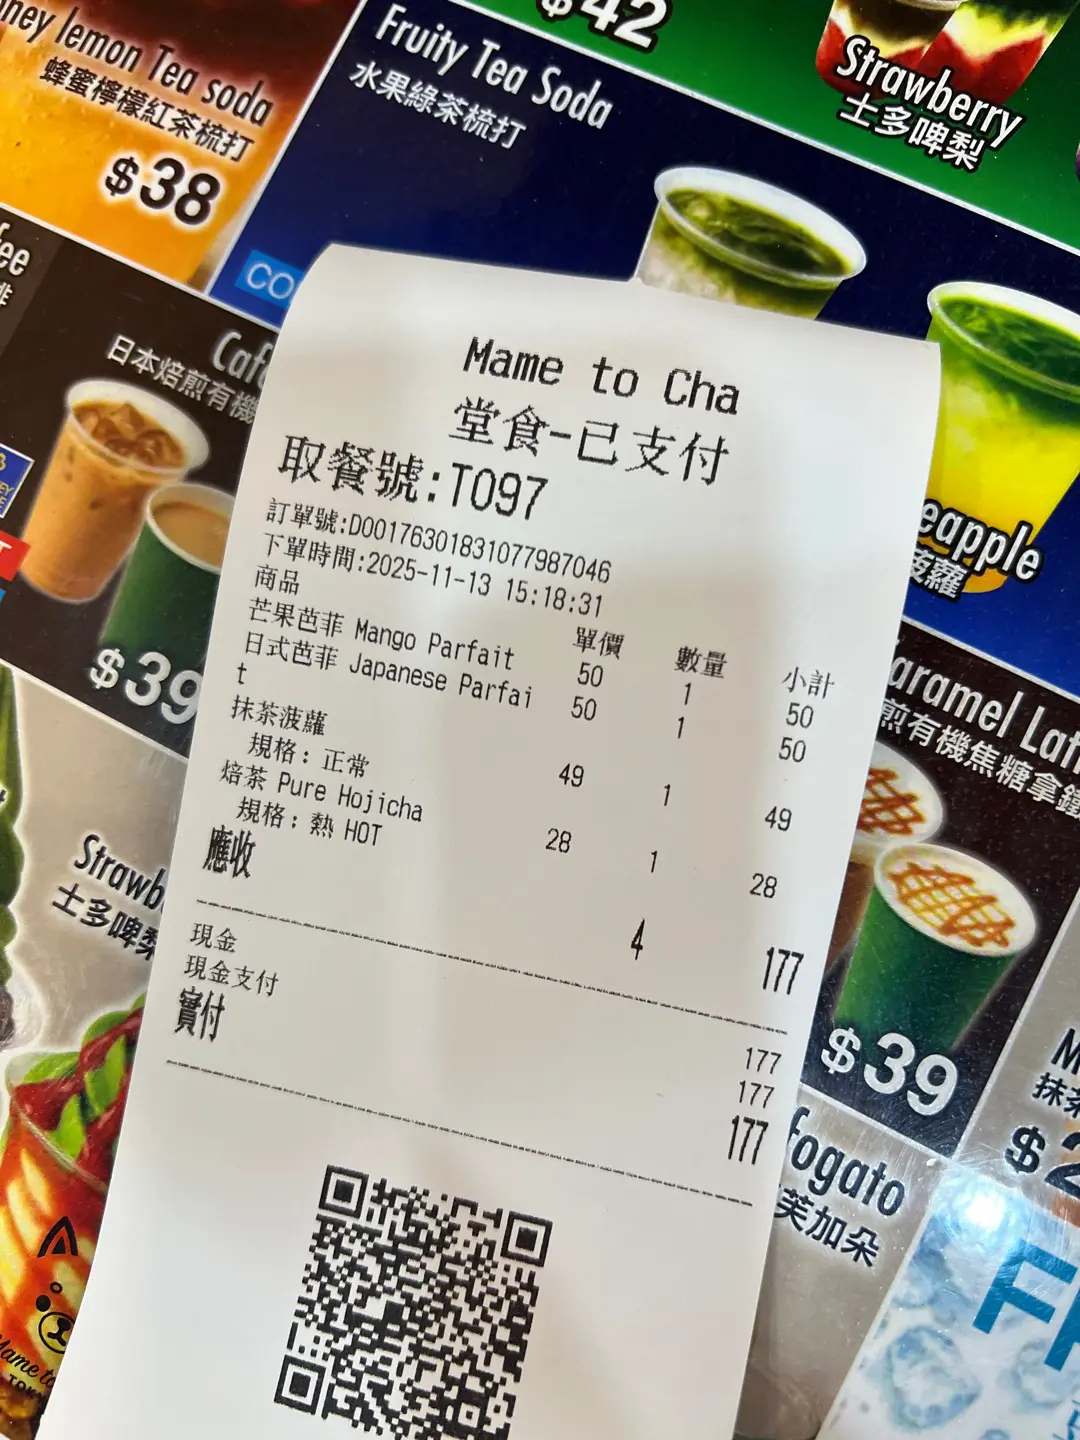 $42
Honey lemon Tea soda
蜂蜜檸檬紅茶梳打
$38
Fruity Tea Soda
水果綠茶梳打
Strawberry
士多啤梨
日本焙煎有機
$39
Mame to Cha
堂食-已支付
取餐號:T097
訂單號:D00176301831077987046
下單時間:2025-11-13 15:18:31
商品 單價 數量 小計
芒果芭菲 Mango Parfait 50 1 50
日式芭菲 Japanese Parfai 50 1 50
t
抹茶菠蘿 49 1 49
規格: 正常
焙茶 Pure Hojicha 28 1 28
規格: 熱 HOT
應收 4 177
現金 177
現金支付 177
實付 177
eapple
菠蘿
aramel Lat
煎有機焦糖拿鐵
$39
Strawb
士多啤梨
fogato
芙加朵
抹茶
$2
Mame to